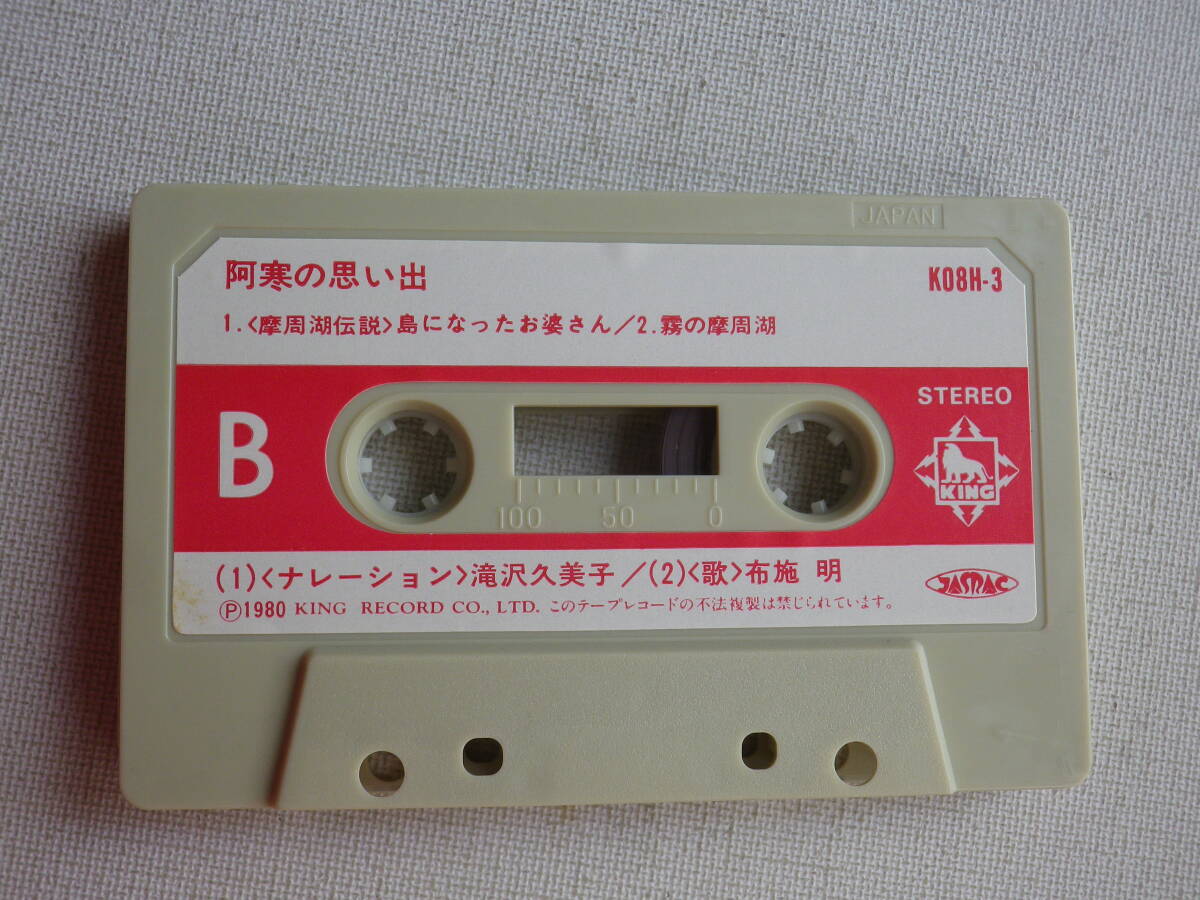 JAPAN
阿寒の思い出
K08H-3
1.<摩周湖伝説>島になったお婆さん/2.霧の摩周湖
STEREO
B
KING
100 50 0
(1)<ナレーション>滝沢久美子/(2)<歌>布施 明
JASRAC
Ⓟ1980 KING RECORD CO., LTD. このテープレコードの不法複製は禁じられています。